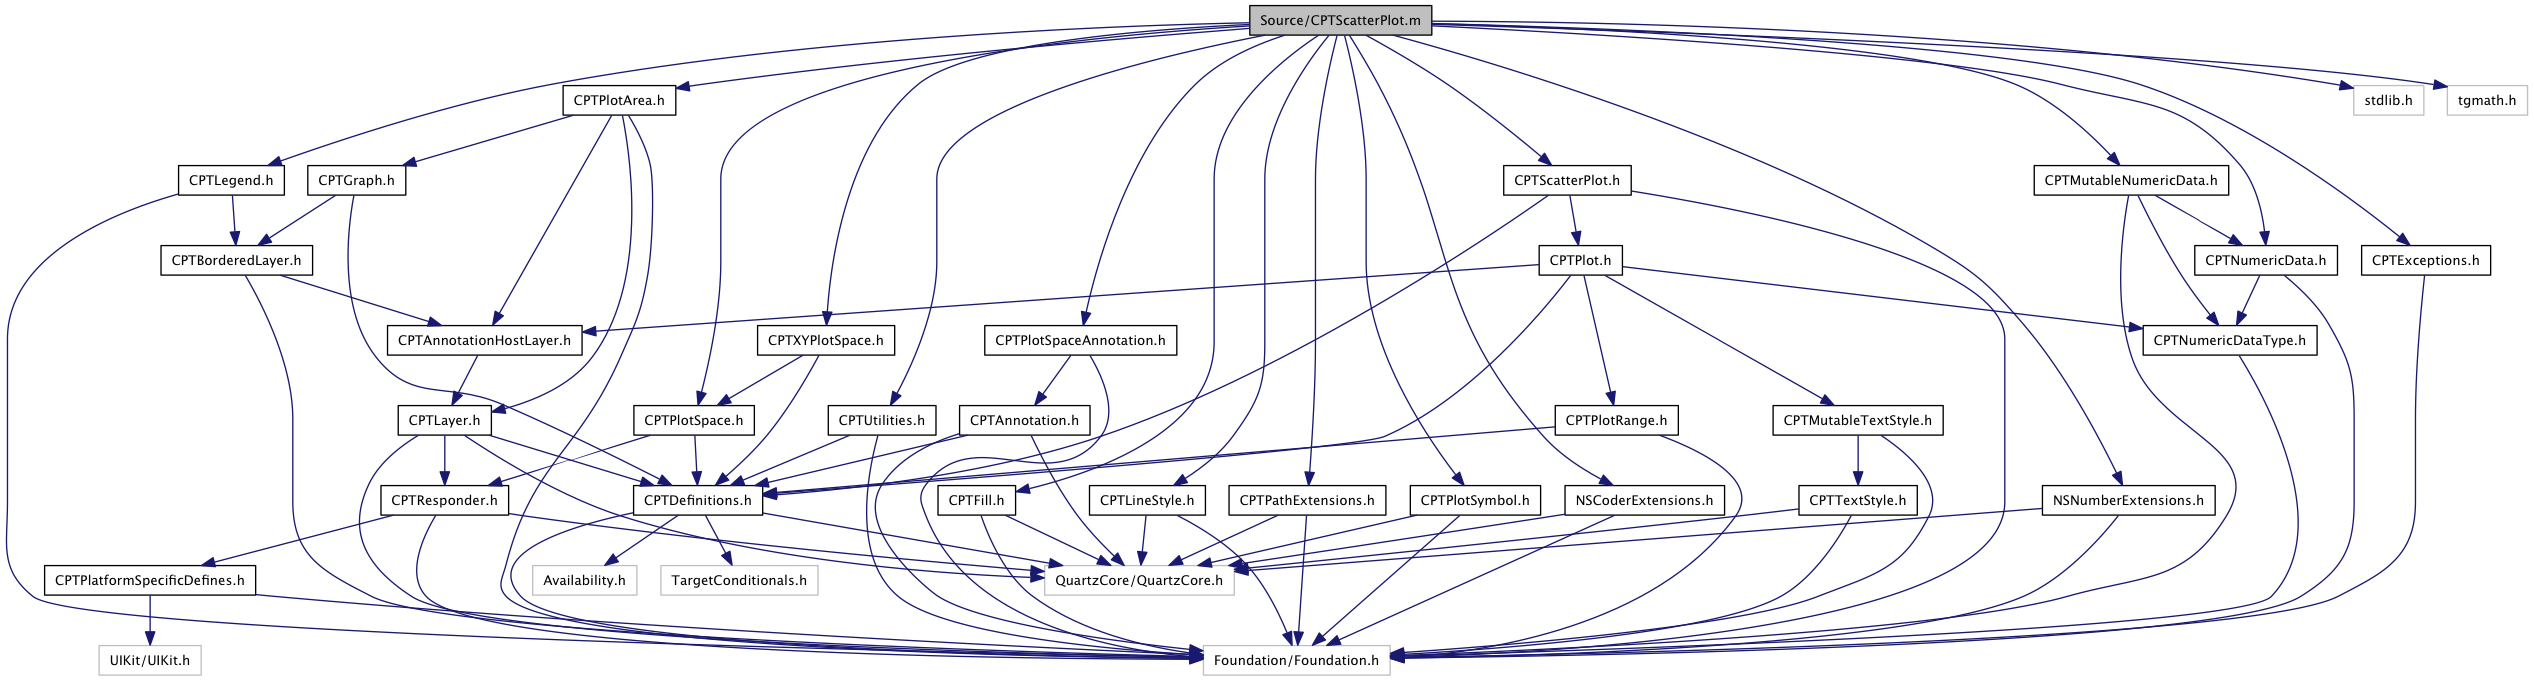 Source/CPTScatterPlot.m
CPTPlotArea.h
stdlib.h
tgmath.h
CPTLegend.h
CPTGraph.h
CPTScatterPlot.h
CPTMutableNumericData.h
CPTBorderedLayer.h
CPTPlot.h
CPTNumericData.h
CPTExceptions.h
CPTAnnotationHostLayer.h
CPTXYPlotSpace.h
CPTPlotSpaceAnnotation.h
CPTNumericDataType.h
CPTLayer.h
CPTPlotSpace.h
CPTUtilities.h
CPTAnnotation.h
CPTPlotRange.h
CPTMutableTextStyle.h
CPTResponder.h
CPTDefinitions.h
CPTFill.h
CPTLineStyle.h
CPTPathExtensions.h
CPTPlotSymbol.h
NSCoderExtensions.h
CPTTextStyle.h
NSNumberExtensions.h
CPTPlatformSpecificDefines.h
Availability.h
TargetConditionals.h
QuartzCore/QuartzCore.h
UIKit/UIKit.h
Foundation/Foundation.h